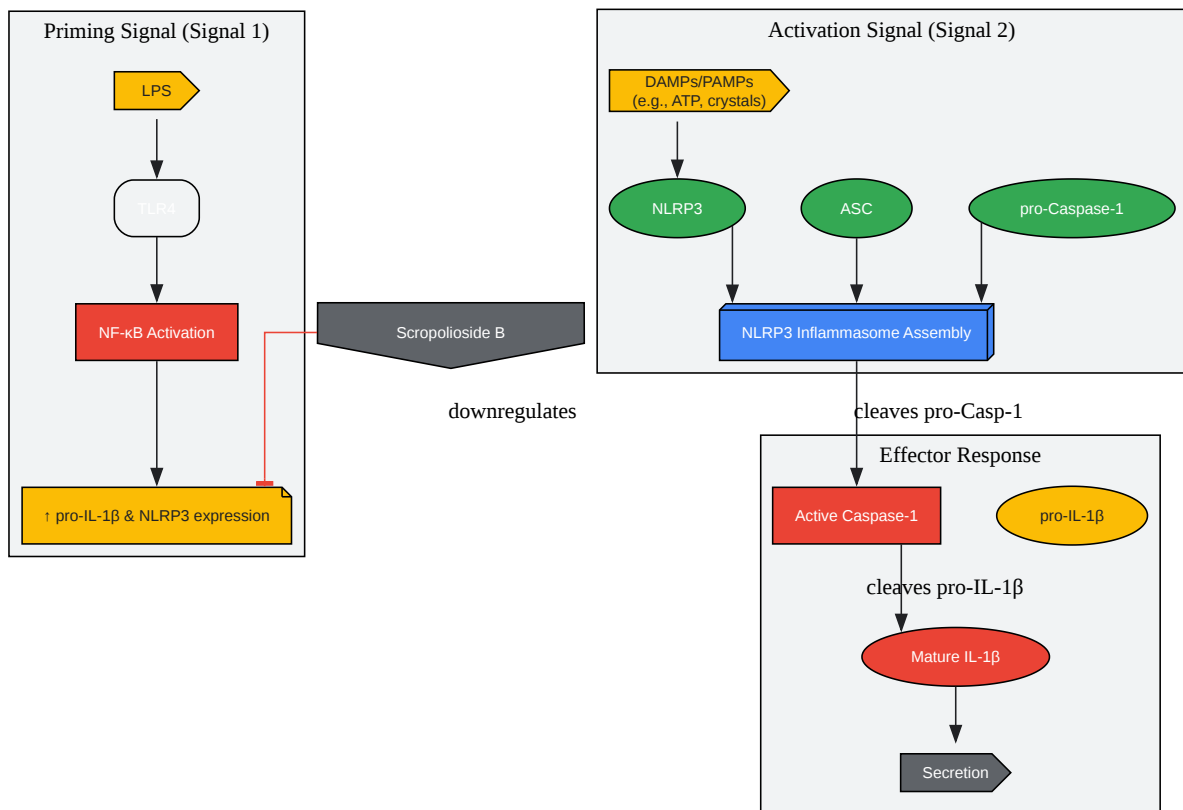 Priming Signal (Signal 1)
LPS
TLR4
NF-κB Activation
↑ pro-IL-1β & NLRP3 expression
Scropolioside B
downregulates
Activation Signal (Signal 2)
DAMPs/PAMPs
(e.g., ATP, crystals)
NLRP3
ASC
pro-Caspase-1
NLRP3 Inflammasome Assembly
cleaves pro-Casp-1
Effector Response
Active Caspase-1
pro-IL-1β
cleaves pro-IL-1β
Mature IL-1β
Secretion